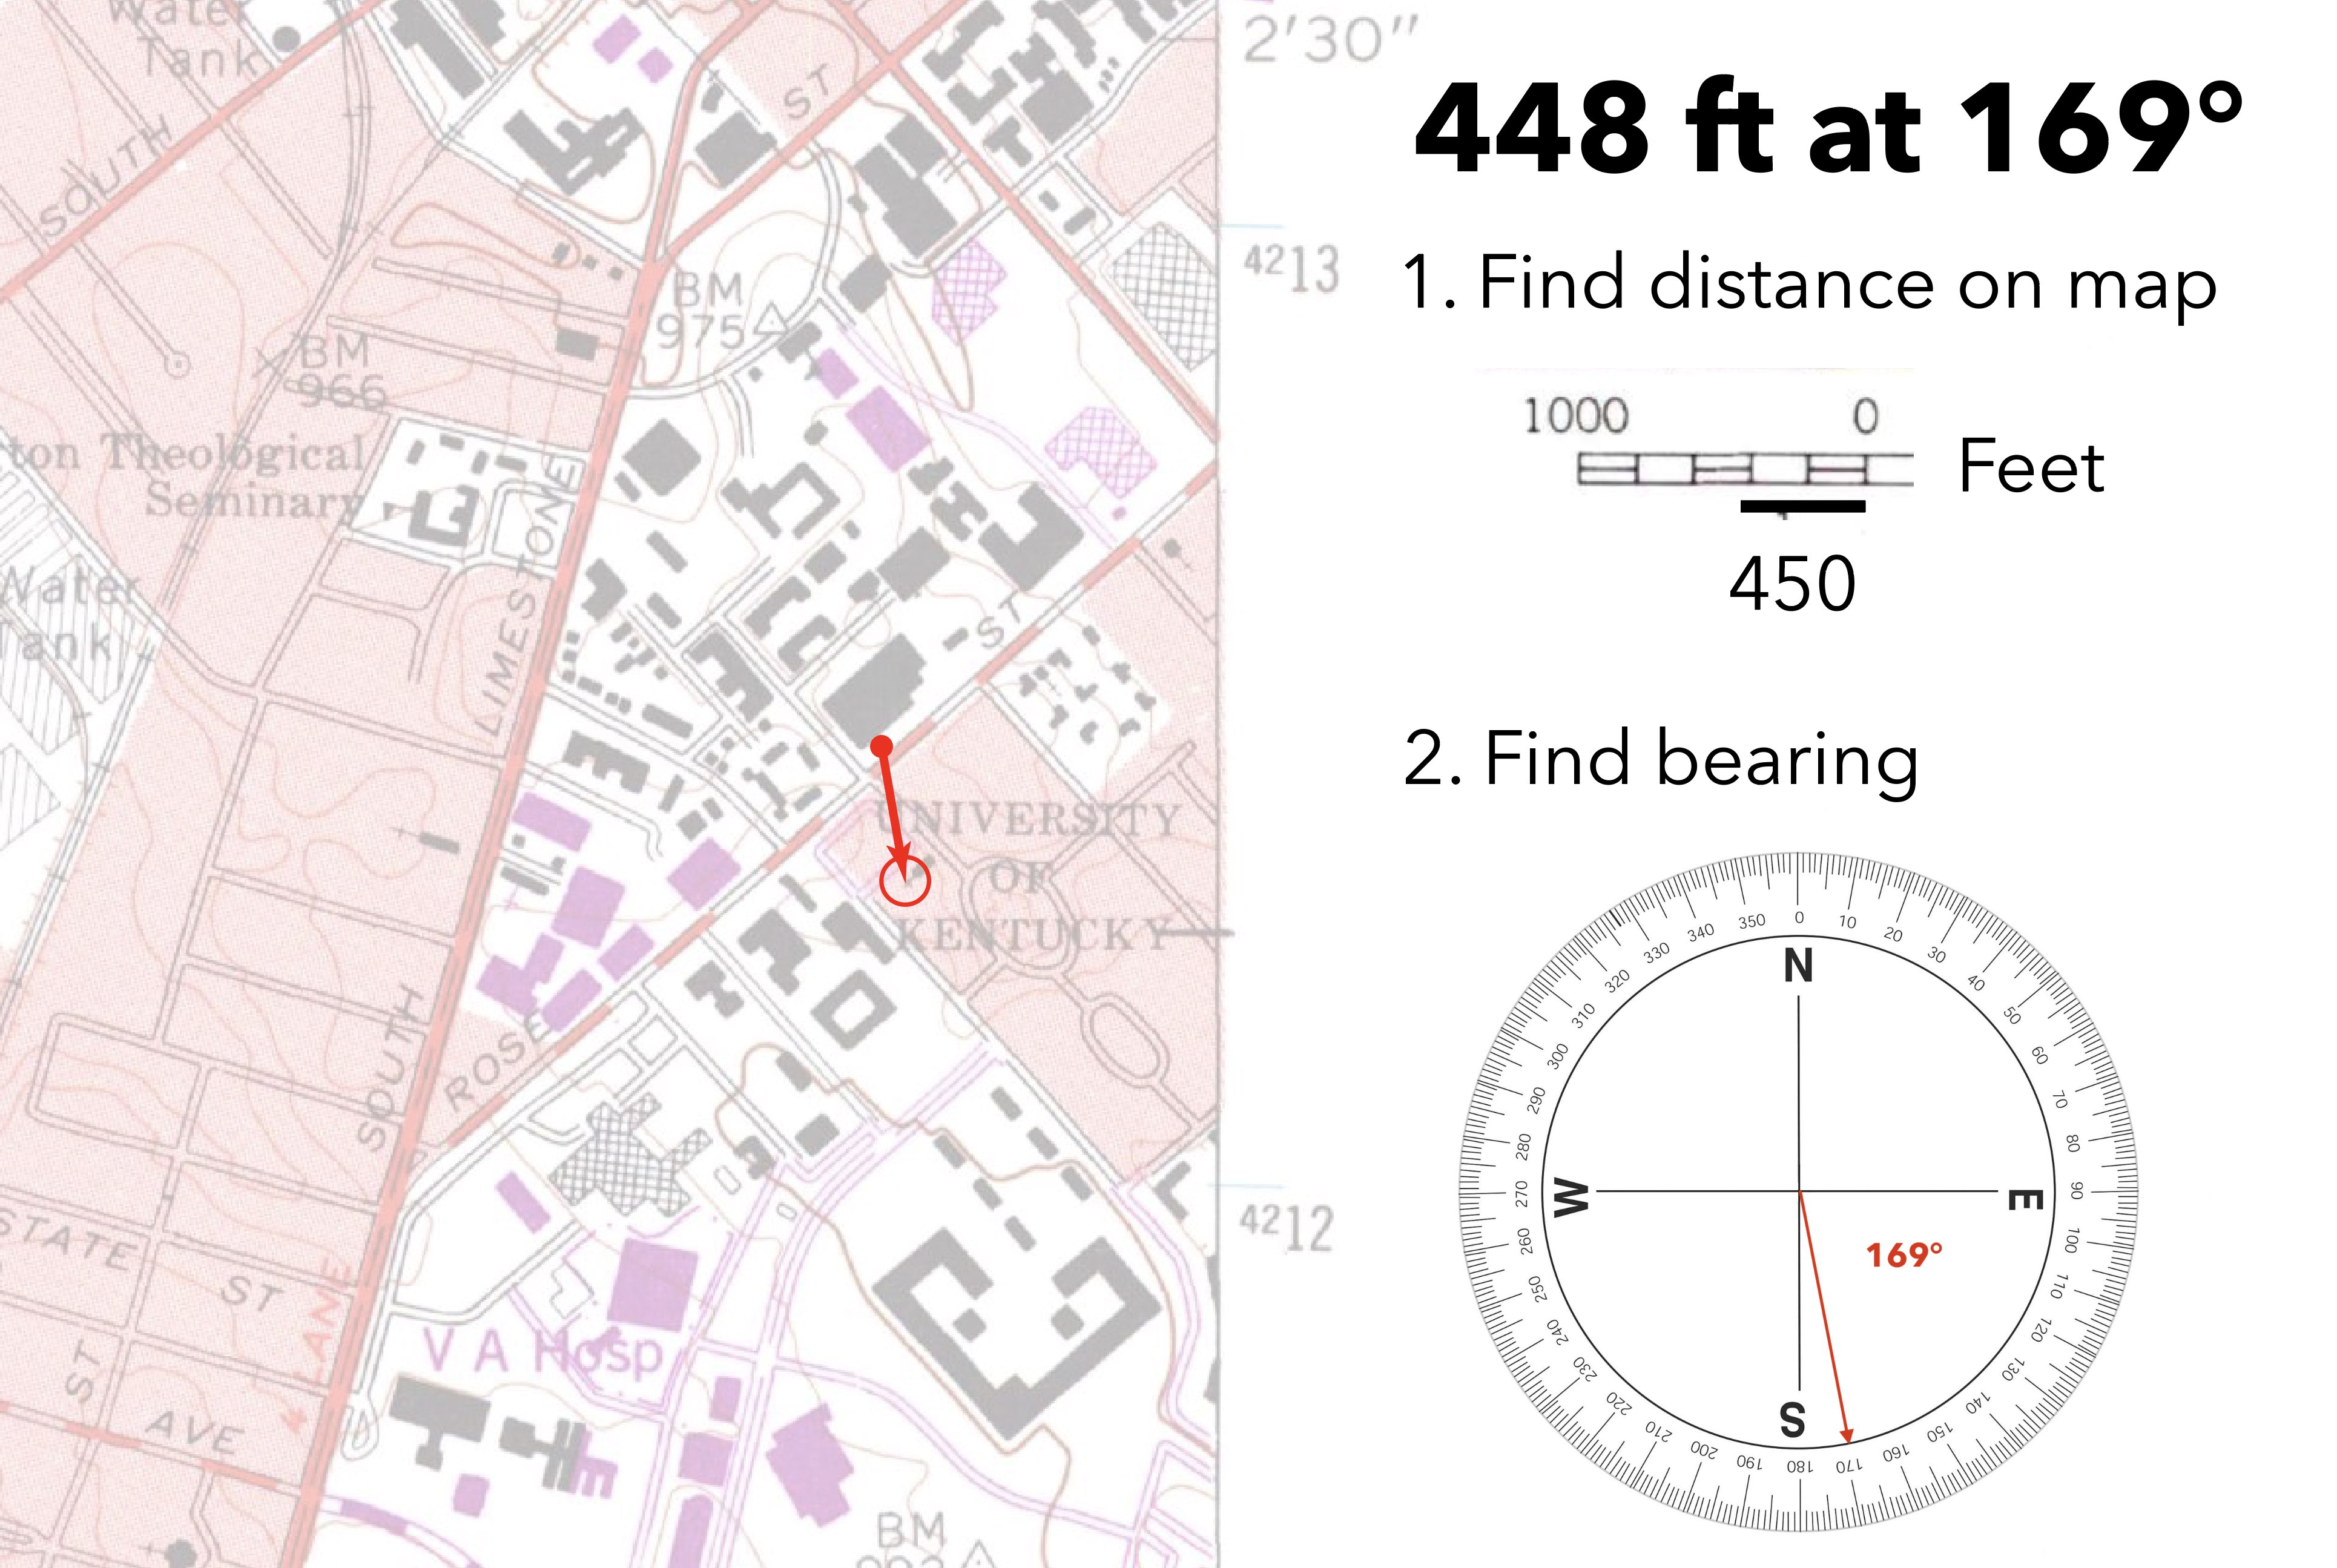 Water
Tank
SOUTH
ST
2'30"
BM
975
BM
966
4213
ton Theological
Seminary
LIMESTONE
ST
Water
Tank
UNIVERSITY
OF
KENTUCKY
SOUTH
ROSE
STATE
ST
4212
LANE
ST
AVE
V A Hosp
BM
448 ft at 169°
1. Find distance on map
1000 0
Feet
450
2. Find bearing
0 10 20 30 40 50 60 70 80 90 100 110 120 130 140 150 160 170 180 190 200 210 220 230 240 250 260 270 280 290 300 310 320 330 340 350
N
W
E
169°
S